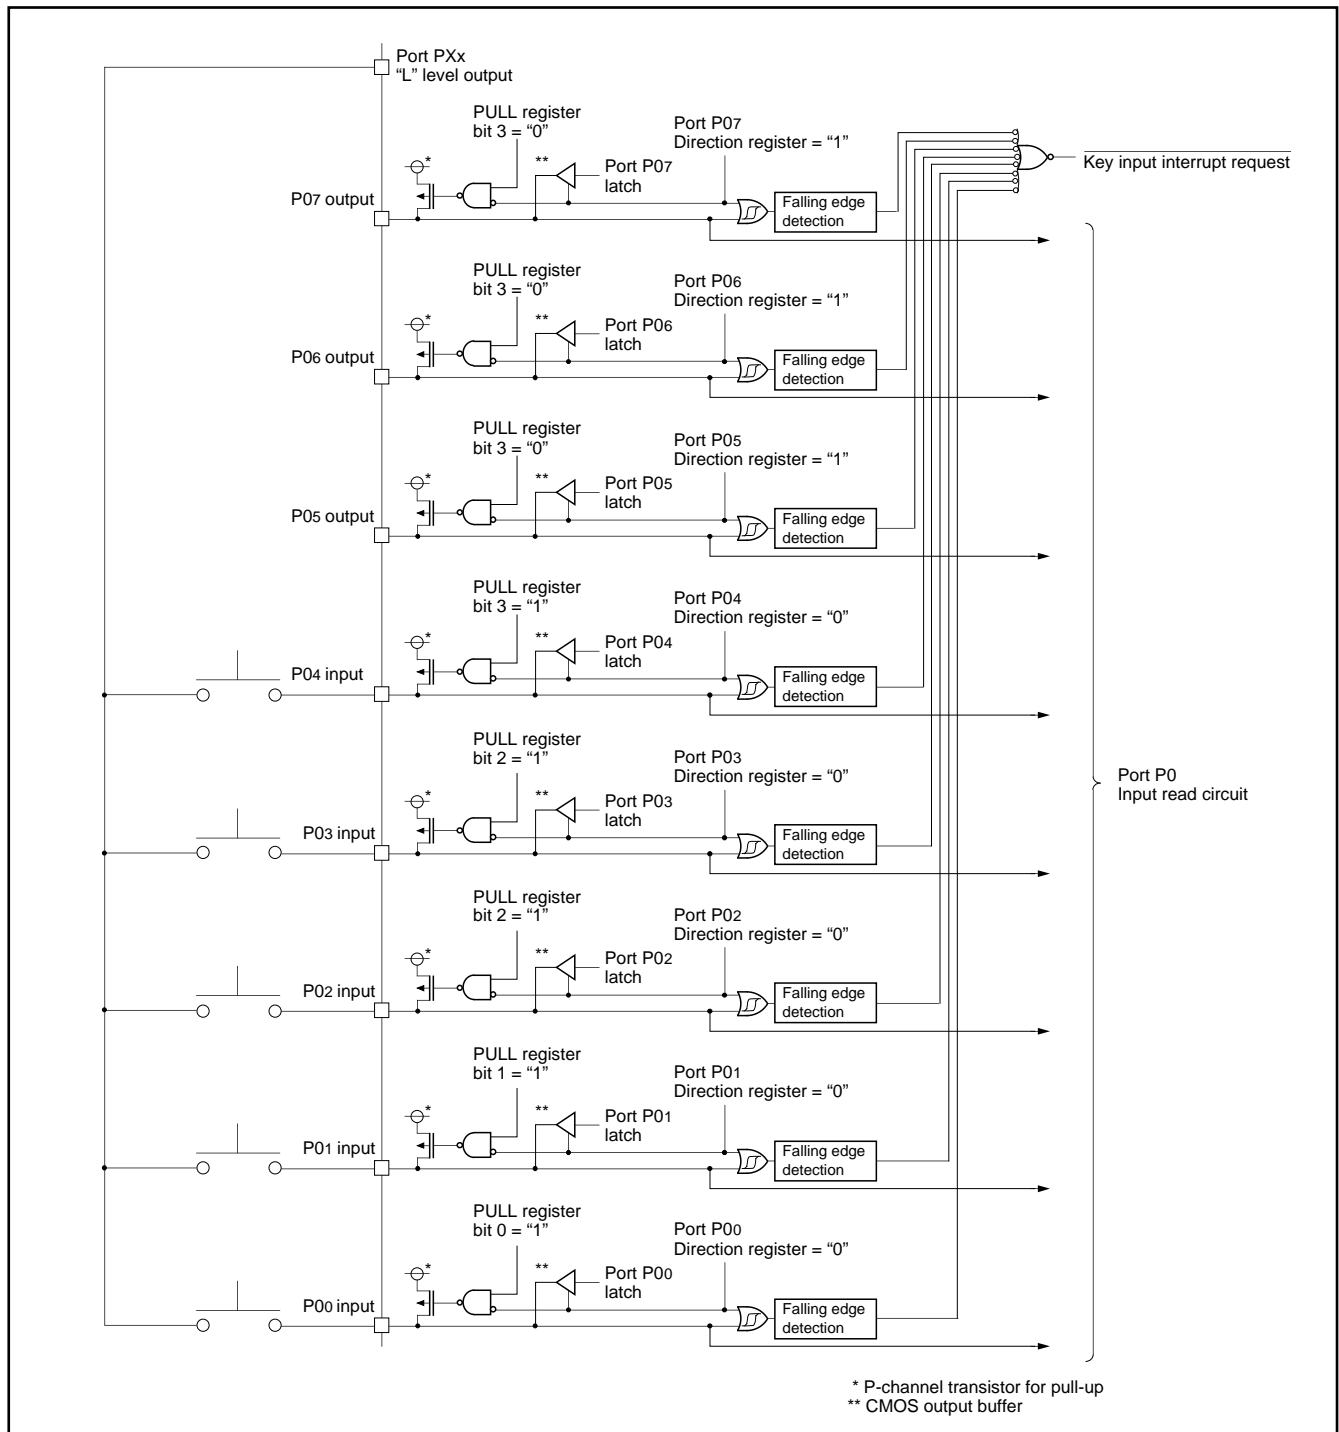 Port PXx
“L” level output
PULL register
bit 3 = “0”
Port P07
Direction register = “1”
*
**
Port P07
latch
P07 output
Falling edge
detection
Key input interrupt request
PULL register
bit 3 = “0”
Port P06
Direction register = “1”
*
**
Port P06
latch
P06 output
Falling edge
detection
PULL register
bit 3 = “0”
Port P05
Direction register = “1”
*
**
Port P05
latch
P05 output
Falling edge
detection
PULL register
bit 3 = “1”
Port P04
Direction register = “0”
*
**
Port P04
latch
P04 input
Falling edge
detection
PULL register
bit 2 = “1”
Port P03
Direction register = “0”
*
**
Port P03
latch
P03 input
Falling edge
detection
Port P0
Input read circuit
PULL register
bit 2 = “1”
Port P02
Direction register = “0”
*
**
Port P02
latch
P02 input
Falling edge
detection
PULL register
bit 1 = “1”
Port P01
Direction register = “0”
*
**
Port P01
latch
P01 input
Falling edge
detection
PULL register
bit 0 = “1”
Port P00
Direction register = “0”
*
**
Port P00
latch
P00 input
Falling edge
detection
* P-channel transistor for pull-up
** CMOS output buffer